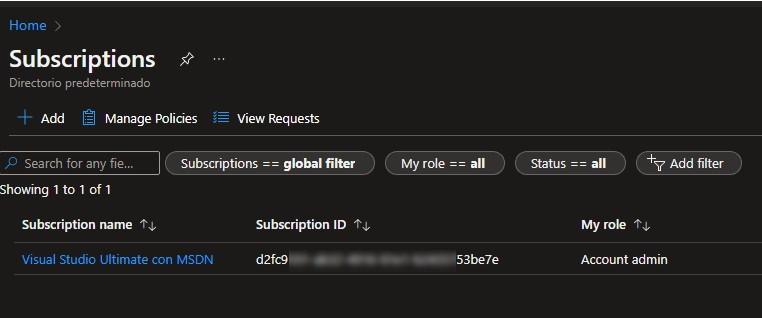 Home >
Subscriptions ...
Directorio predeterminado
+ Add Manage Policies View Requests
Search for any fie... Subscriptions == global filter My role == all Status == all Add filter
Showing 1 to 1 of 1
Subscription name ↑↓ Subscription ID ↑↓ My role ↑↓
Visual Studio Ultimate con MSDN d2fc9 53be7e Account admin